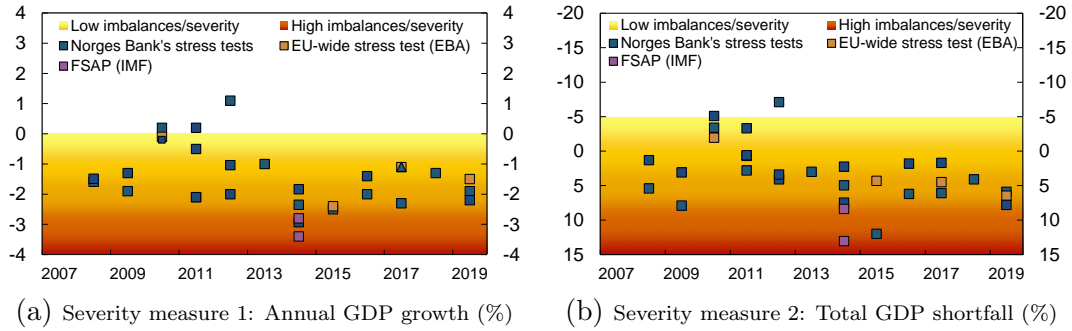 Low imbalances/severity High imbalances/severity
Norges Bank's stress tests EU-wide stress test (EBA)
FSAP (IMF)
4 4
3 3
2 2
1 1
0 0
-1 -1
-2 -2
-3 -3
-4 -4
2007 2009 2011 2013 2015 2017 2019
(a) Severity measure 1: Annual GDP growth (%)
Low imbalances/severity High imbalances/severity
Norges Bank's stress tests EU-wide stress test (EBA)
FSAP (IMF)
-20 -20
-15 -15
-10 -10
-5 -5
0 0
5 5
10 10
15 15
2007 2009 2011 2013 2015 2017 2019
(b) Severity measure 2: Total GDP shortfall (%)